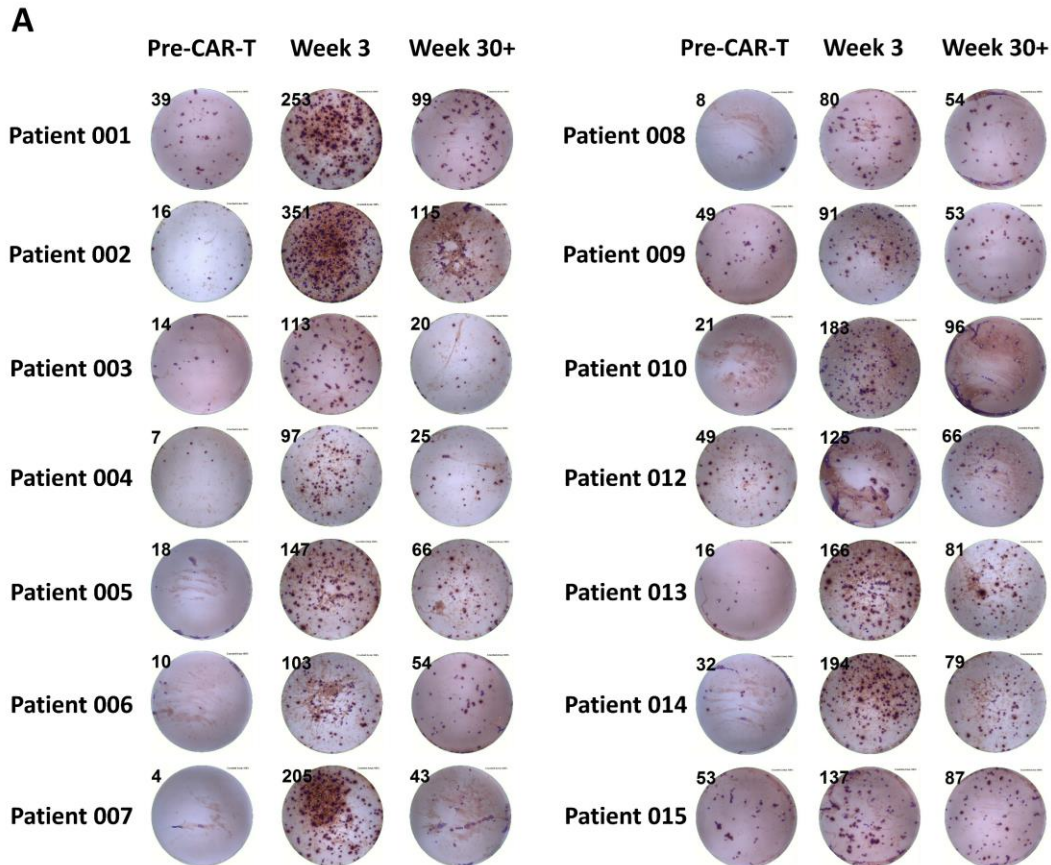 A
Pre-CAR-T Week 3 Week 30+ Pre-CAR-T Week 3 Week 30+
Patient 001 39 253 99 Patient 008 8 80 54
Patient 002 16 351 115 Patient 009 49 91 53
Patient 003 14 113 20 Patient 010 21 183 96
Patient 004 7 97 25 Patient 012 49 125 66
Patient 005 18 147 66 Patient 013 16 166 81
Patient 006 10 103 54 Patient 014 32 194 79
Patient 007 4 205 43 Patient 015 53 137 87